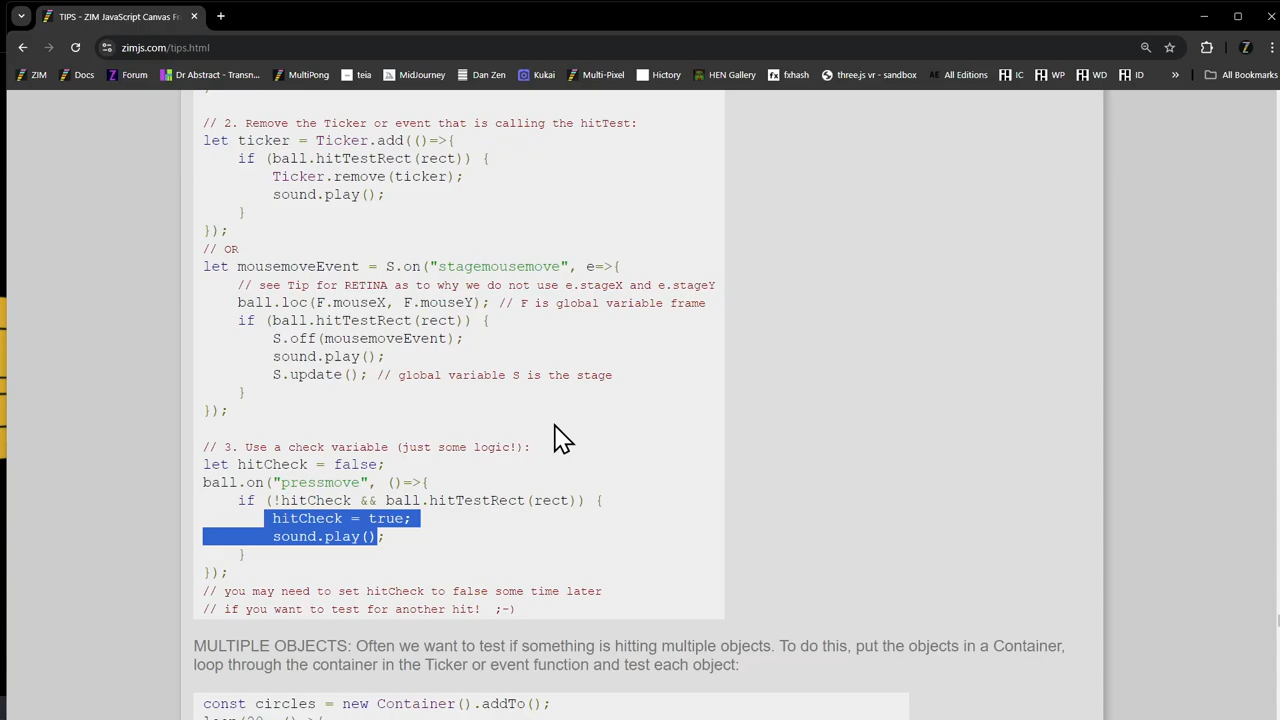 TIPS - ZIM JavaScript Canvas Fr
zimjs.com/tips.html
ZIM
Docs
Forum
Dr Abstract - Transn...
MultiPong
teia
MidJourney
Dan Zen
Kukai
Multi-Pixel
Hictory
HEN Gallery
fxhash
three.js vr - sandbox
All Editions
IC
WP
WD
ID
»
All Bookmarks
// 2. Remove the Ticker or event that is calling the hitTest:
let ticker = Ticker.add(()=>{
    if (ball.hitTestRect(rect)) {
        Ticker.remove(ticker);
        sound.play();
    }
});
// OR
let mousemoveEvent = S.on("stagemousemove", e=>{
    // see Tip for RETINA as to why we do not use e.stageX and e.stageY
    ball.loc(F.mouseX, F.mouseY); // F is global variable frame
    if (ball.hitTestRect(rect)) {
        S.off(mousemoveEvent);
        sound.play();
        S.update(); // global variable S is the stage
    }
});
// 3. Use a check variable (just some logic!):
let hitCheck = false;
ball.on("pressmove", ()=>{
    if (!hitCheck && ball.hitTestRect(rect)) {
        hitCheck = true;
        sound.play();
    }
});
// you may need to set hitCheck to false some time later
// if you want to test for another hit!  ;-)
MULTIPLE OBJECTS: Often we want to test if something is hitting multiple objects. To do this, put the objects in a Container,
loop through the container in the Ticker or event function and test each object:
const circles = new Container().addTo();